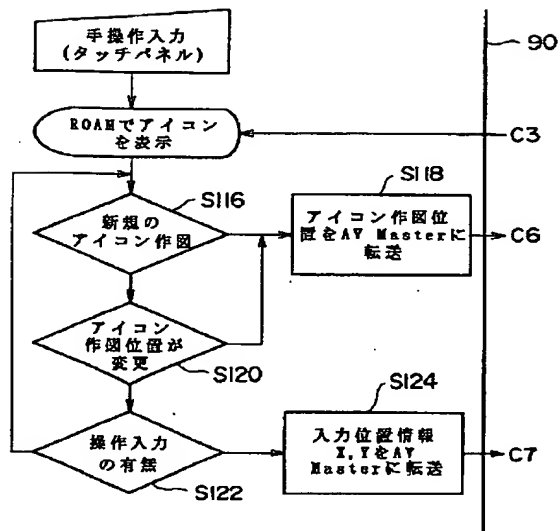 手操作入力
(タッチパネル)
90
ROAMでアイコン
を表示
C3
S116
S118
新規の
アイコン作図
アイコン作図位
置をAV Masterに
転送
C6
アイコン
作図位置が
変更
S120
S124
操作入力
の有無
S122
入力位置情報
X,YをAV
Masterに転送
C7